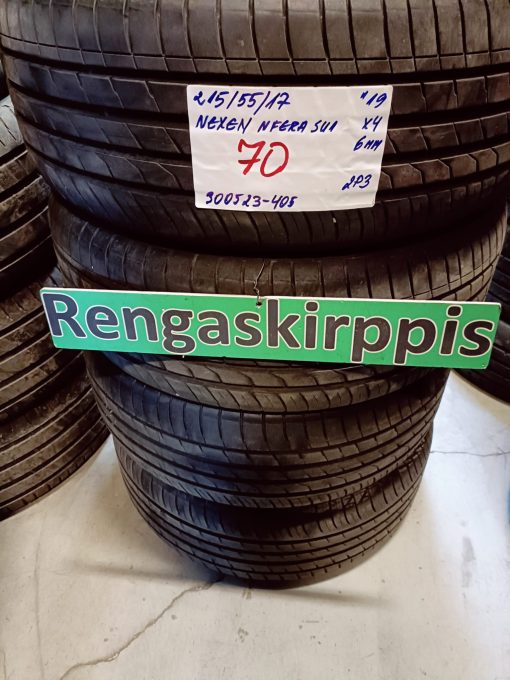 215/55/17 "19
NEXEN NFERA SU1 X4
70 6MM
2P3
300523-405
Rengaskirppis